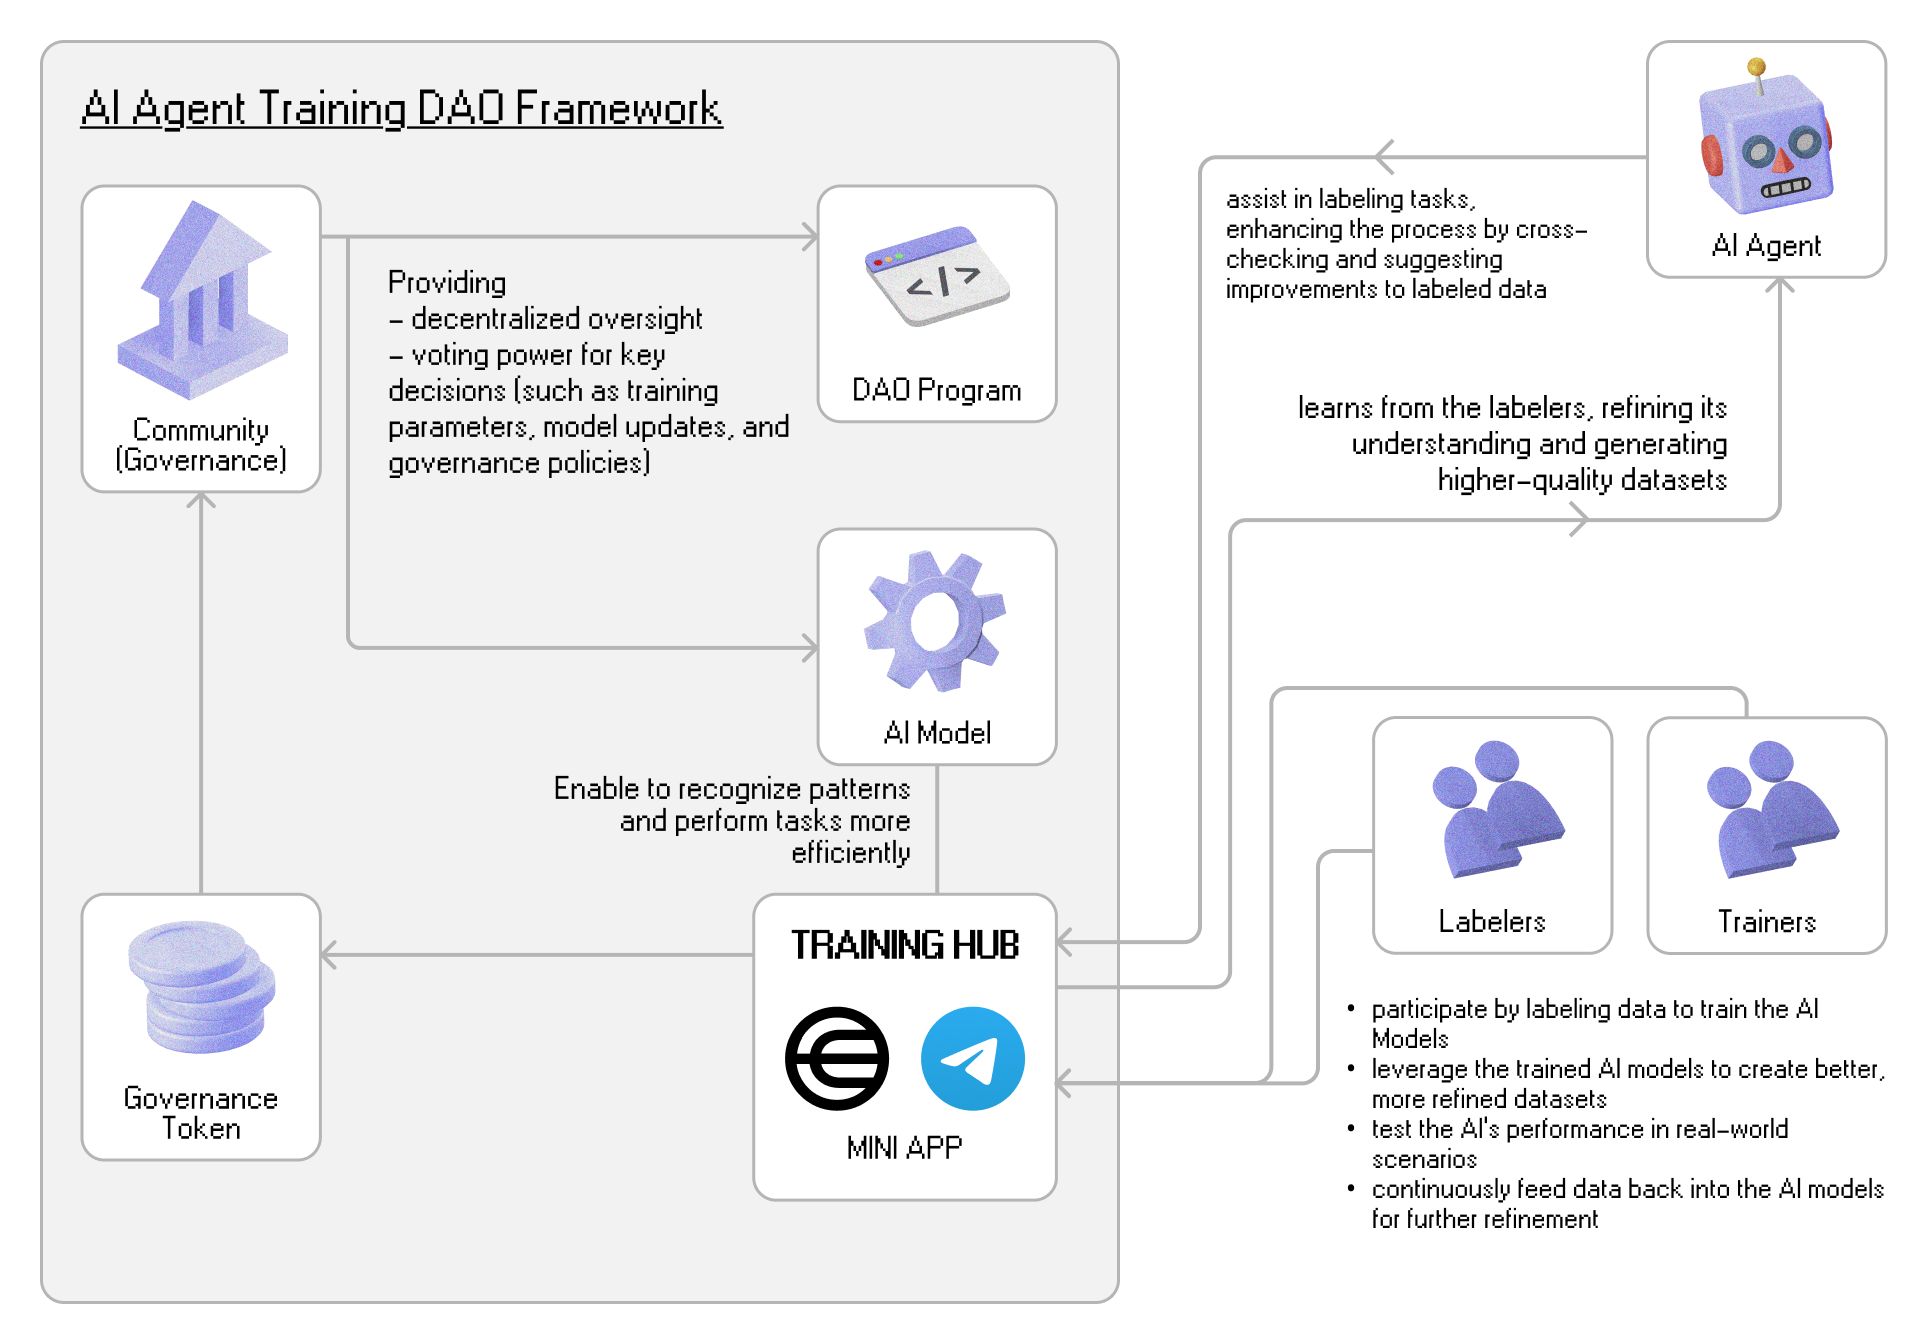 AI Agent Training DAO Framework
Community
(Governance)
Providing
- decentralized oversight
- voting power for key
decisions (such as training
parameters, model updates, and
governance policies)
DAO Program
AI Model
Enable to recognize patterns
and perform tasks more
efficiently
Governance
Token
TRAINING HUB
MINI APP
AI Agent
assist in labeling tasks,
enhancing the process by cross-
checking and suggesting
improvements to labeled data
learns from the labelers, refining its
understanding and generating
higher-quality datasets
Labelers
Trainers
• participate by labeling data to train the AI
Models
• leverage the trained AI models to create better,
more refined datasets
• test the AI's performance in real-world
scenarios
• continuously feed data back into the AI models
for further refinement